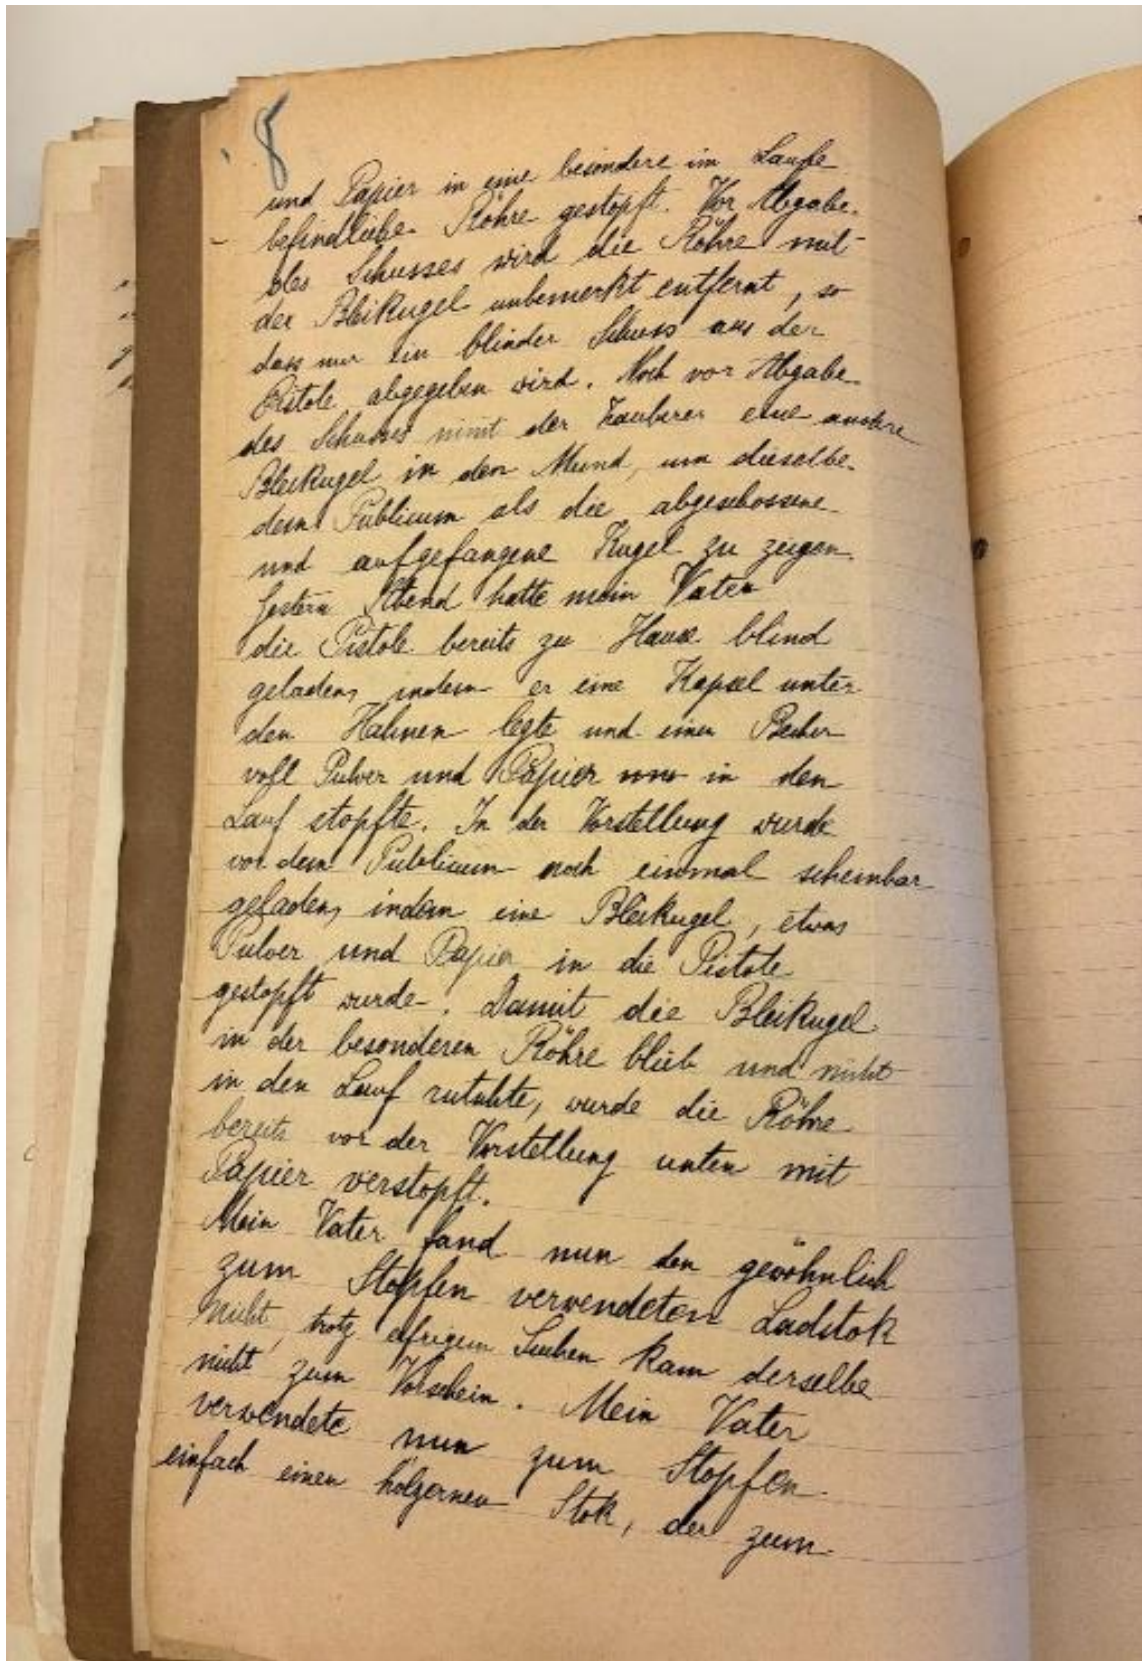 8
und Papier in eine besondere im Laufe
befindliche Röhre gestopft. Vor Abgabe
des Schusses wird die Röhre mit
der Bleikugel unbemerkt entfernt, so
dass nur ein blinder Schuss aus der
Pistole abgegeben wird. Noch vor Abgabe
des Schusses nimt der Zauberer eine andere
Bleikugel in den Mund, um dieselbe
dem Publicum als die abgeschossene
und aufgefangene Kugel zu zeigen.
Gestern Abend hatte mein Vater
die Pistole bereits zu Hause blind
geladen, indem er eine Kapsel unter
den Hahnen legte und einen Becher
voll Pulver und Papier in den
Lauf stopfte. In der Vorstellung wurde
vor dem Publicum noch einmal scheinbar
geladen, indem eine Bleikugel, etwas
Pulver und Papier in die Pistole
gestopft wurde. Damit die Bleikugel
in der besonderen Röhre blieb und nicht
in den Lauf rutschte, wurde die Röhre
bereits vor der Vorstellung unten mit
Papier verstopft.
Mein Vater fand nun den gewöhnlich
zum Stopfen verwendeten Ladstok
nicht, trotz eifrigem Suchen kam derselbe
nicht zum Vorschein. Mein Vater
verwendete nun zum Stopfen
einfach einen hölzernen Stok, der zum